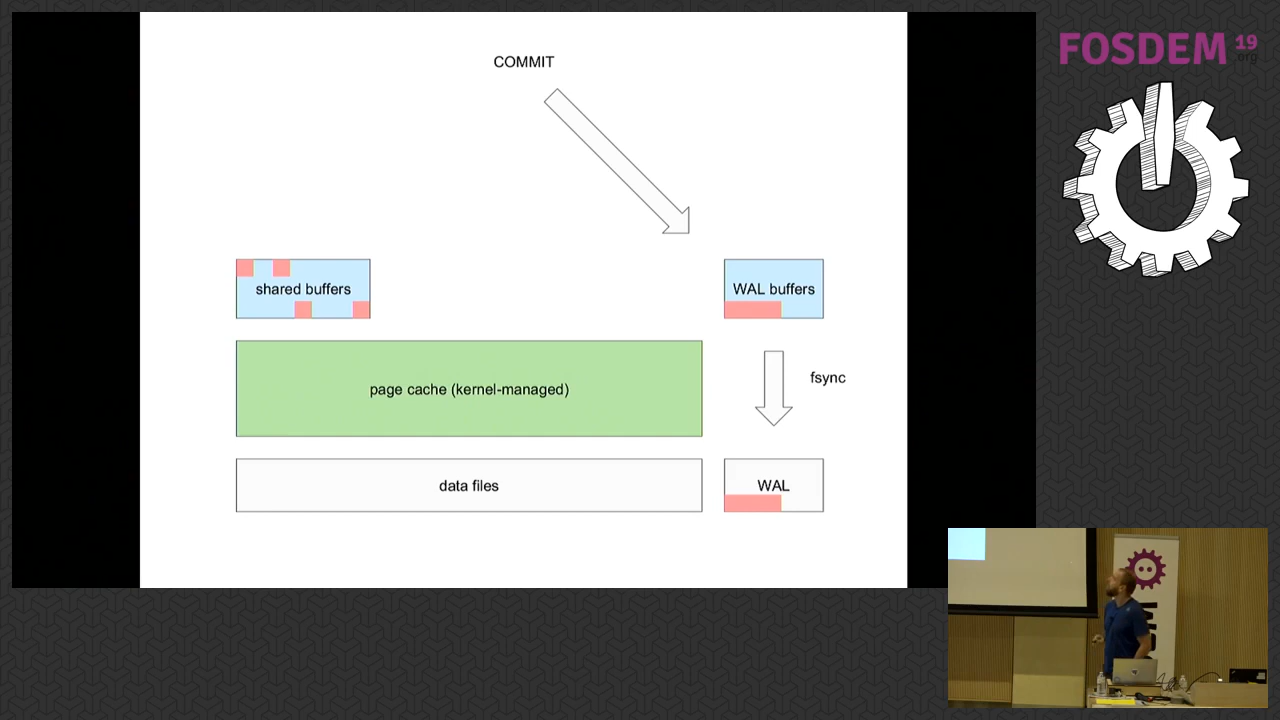 COMMIT
FOSDEM 19
.org
shared buffers
WAL buffers
page cache (kernel-managed)
fsync
data files
WAL